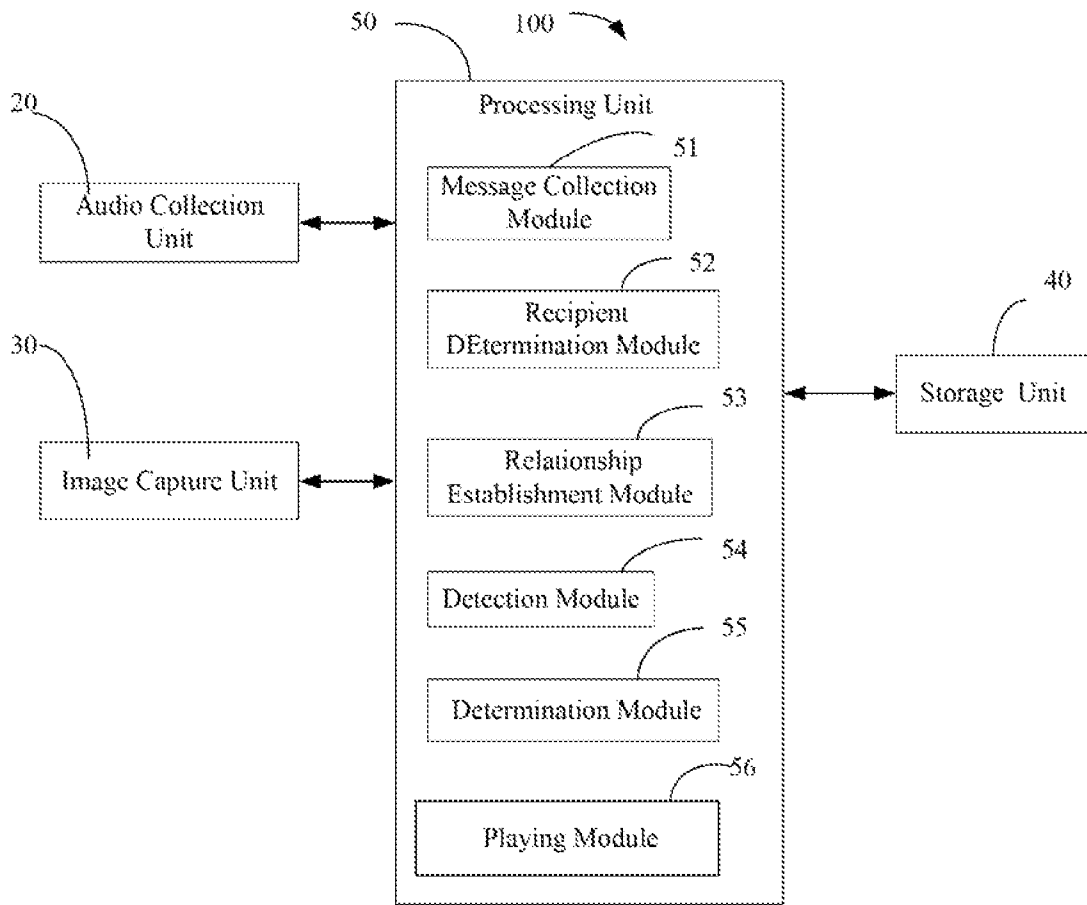 100
50
Processing Unit
20
Audio Collection
Unit
51
Message Collection
Module
52
Recipient
DEtermination Module
40
Storage Unit
30
Image Capture Unit
53
Relationship
Establishment Module
54
Detection Module
55
Determination Module
56
Playing Module